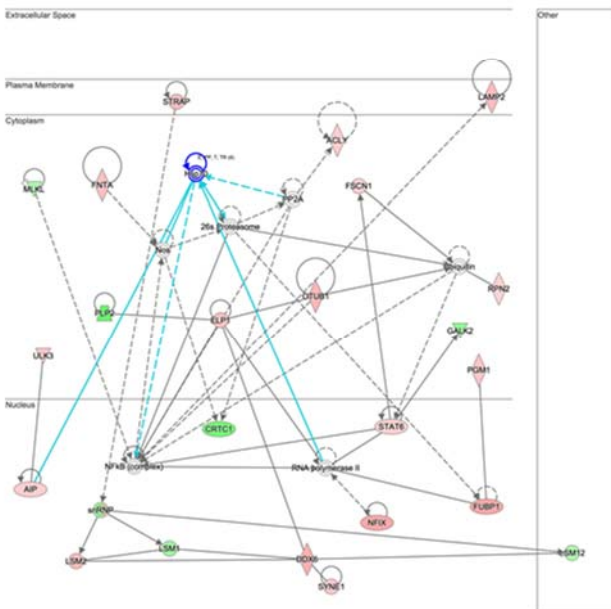 Extracellular Space
Other
Plasma Membrane
STRAP
LAMP2
Cytoplasm
ACLY
MLKL
FNTA
FSCN1
PP2A
26s Proteasome
Nos
Ubiquitin
OTUB1
RPN2
PLP2
ELP1
GALK2
ULK3
PGM1
Nucleus
CRTC1
STAT6
NFkB (complex)
RNA polymerase II
AIP
snRNP
NFIX
FUBP1
LSM1
LSM2
DDX6
LSM12
SYNE1